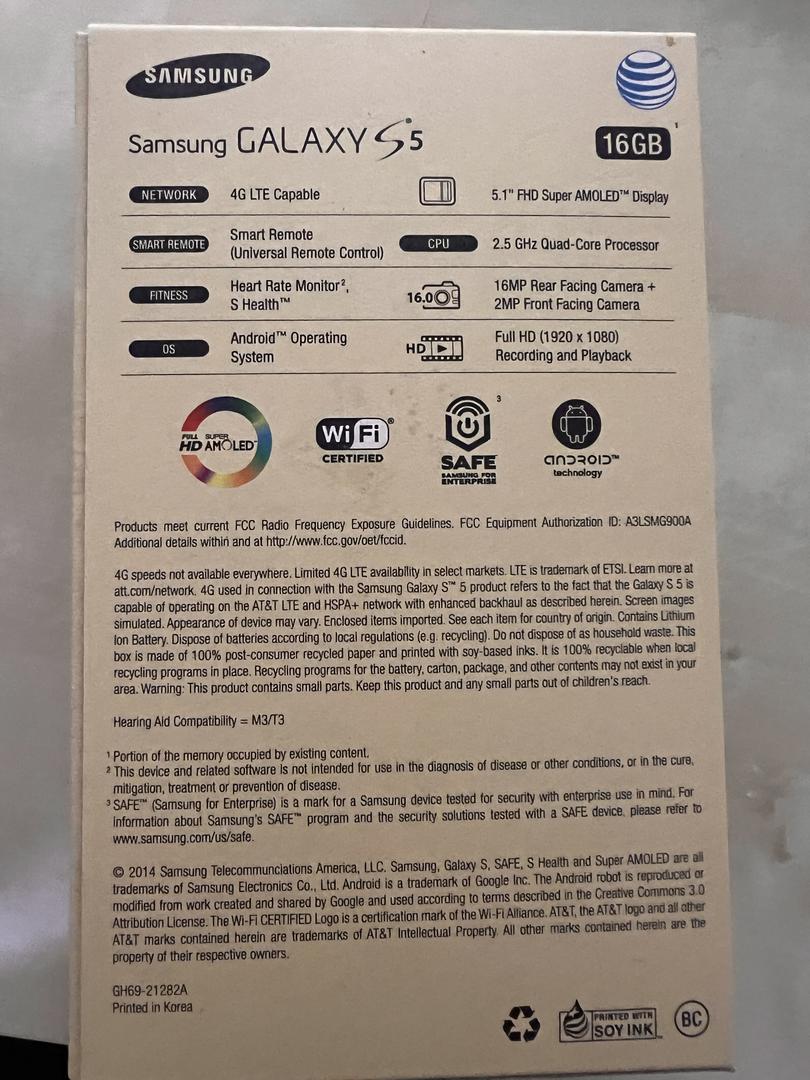 SAMSUNG
Samsung GALAXY S5
16GB¹
NETWORK 4G LTE Capable 5.1" FHD Super AMOLED™ Display
SMART REMOTE Smart Remote
(Universal Remote Control) CPU 2.5 GHz Quad-Core Processor
FITNESS Heart Rate Monitor²,
S Health™
16.0 16MP Rear Facing Camera +
2MP Front Facing Camera
OS Android™ Operating
System
HD Full HD (1920 x 1080)
Recording and Playback
FULL SUPER
HD AMOLED™
Wi Fi®
CERTIFIED
3
SAFE™
SAMSUNG FOR
ENTERPRISE
ANDROID™
technology
Products meet current FCC Radio Frequency Exposure Guidelines. FCC Equipment Authorization ID: A3LSMG900A
Additional details within and at http://www.fcc.gov/oet/fccid.
4G speeds not available everywhere. Limited 4G LTE availability in select markets. LTE is trademark of ETSI. Learn more at
att.com/network. 4G used in connection with the Samsung Galaxy S™ 5 product refers to the fact that the Galaxy S 5 is
capable of operating on the AT&T LTE and HSPA+ network with enhanced backhaul as described herein. Screen images
simulated. Appearance of device may vary. Enclosed items imported. See each item for country of origin. Contains Lithium
Ion Battery. Dispose of batteries according to local regulations (e.g. recycling). Do not dispose of as household waste. This
box is made of 100% post-consumer recycled paper and printed with soy-based inks. It is 100% recyclable when local
recycling programs in place. Recycling programs for the battery, carton, package, and other contents may not exist in your
area. Warning: This product contains small parts. Keep this product and any small parts out of children's reach.
Hearing Aid Compatibility = M3/T3
¹ Portion of the memory occupied by existing content.
² This device and related software is not intended for use in the diagnosis of disease or other conditions, or in the cure,
mitigation, treatment or prevention of disease.
³ SAFE™ (Samsung for Enterprise) is a mark for a Samsung device tested for security with enterprise use in mind. For
information about Samsung's SAFE™ program and the security solutions tested with a SAFE device, please refer to
www.samsung.com/us/safe.
© 2014 Samsung Telecommunciations America, LLC. Samsung, Galaxy S, SAFE, S Health and Super AMOLED are all
trademarks of Samsung Electronics Co., Ltd. Android is a trademark of Google Inc. The Android robot is reproduced or
modified from work created and shared by Google and used according to terms described in the Creative Commons 3.0
Attribution License. The Wi-Fi CERTIFIED Logo is a certification mark of the Wi-Fi Alliance. AT&T, the AT&T logo and all other
AT&T marks contained herein are trademarks of AT&T Intellectual Property. All other marks contained herein are the
property of their respective owners.
GH69-21282A
Printed in Korea
PRINTED WITH
SOY INK™
BC